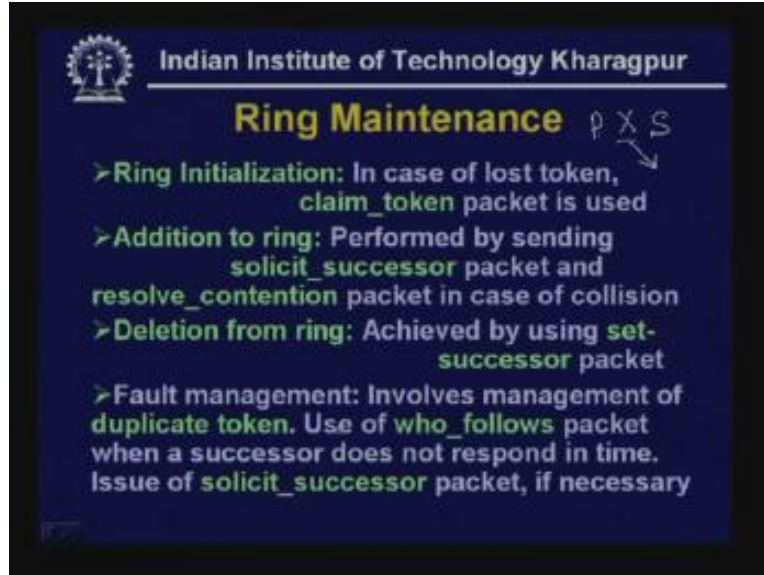 Indian Institute of Technology Kharagpur
Ring Maintenance P X S
➢Ring Initialization: In case of lost token,
claim_token packet is used
➢Addition to ring: Performed by sending
solicit_successor packet and
resolve_contention packet in case of collision
➢Deletion from ring: Achieved by using set-
successor packet
➢Fault management: Involves management of
duplicate token. Use of who_follows packet
when a successor does not respond in time.
Issue of solicit_successor packet, if necessary